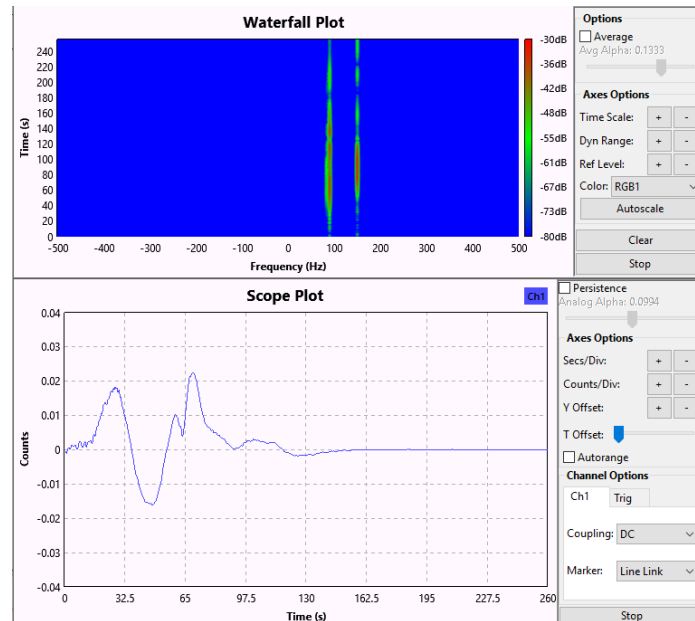 Waterfall Plot
240
220
200
180
160
140
120
100
80
60
40
20
0
Time (s)
-500 -400 -300 -200 -100 0 100 200 300 400 500
Frequency (Hz)
-30dB
-36dB
-42dB
-48dB
-55dB
-61dB
-67dB
-73dB
-80dB
Options
Average
Avg Alpha: 0.1333
Axes Options
Time Scale: + -
Dyn Range: + -
Ref Level: + -
Color: RGB1
Autoscale
Clear
Stop
Scope Plot
Ch1
0.04
0.03
0.02
0.01
0
-0.01
-0.02
-0.03
-0.04
Counts
0 32.5 65 97.5 130 162.5 195 227.5 260
Time (s)
Persistence
Analog Alpha: 0.0994
Axes Options
Secs/Div: + -
Counts/Div: + -
Y Offset: + -
T Offset:
Autorange
Channel Options
Ch1 Trig
Coupling: DC
Marker: Line Link
Stop